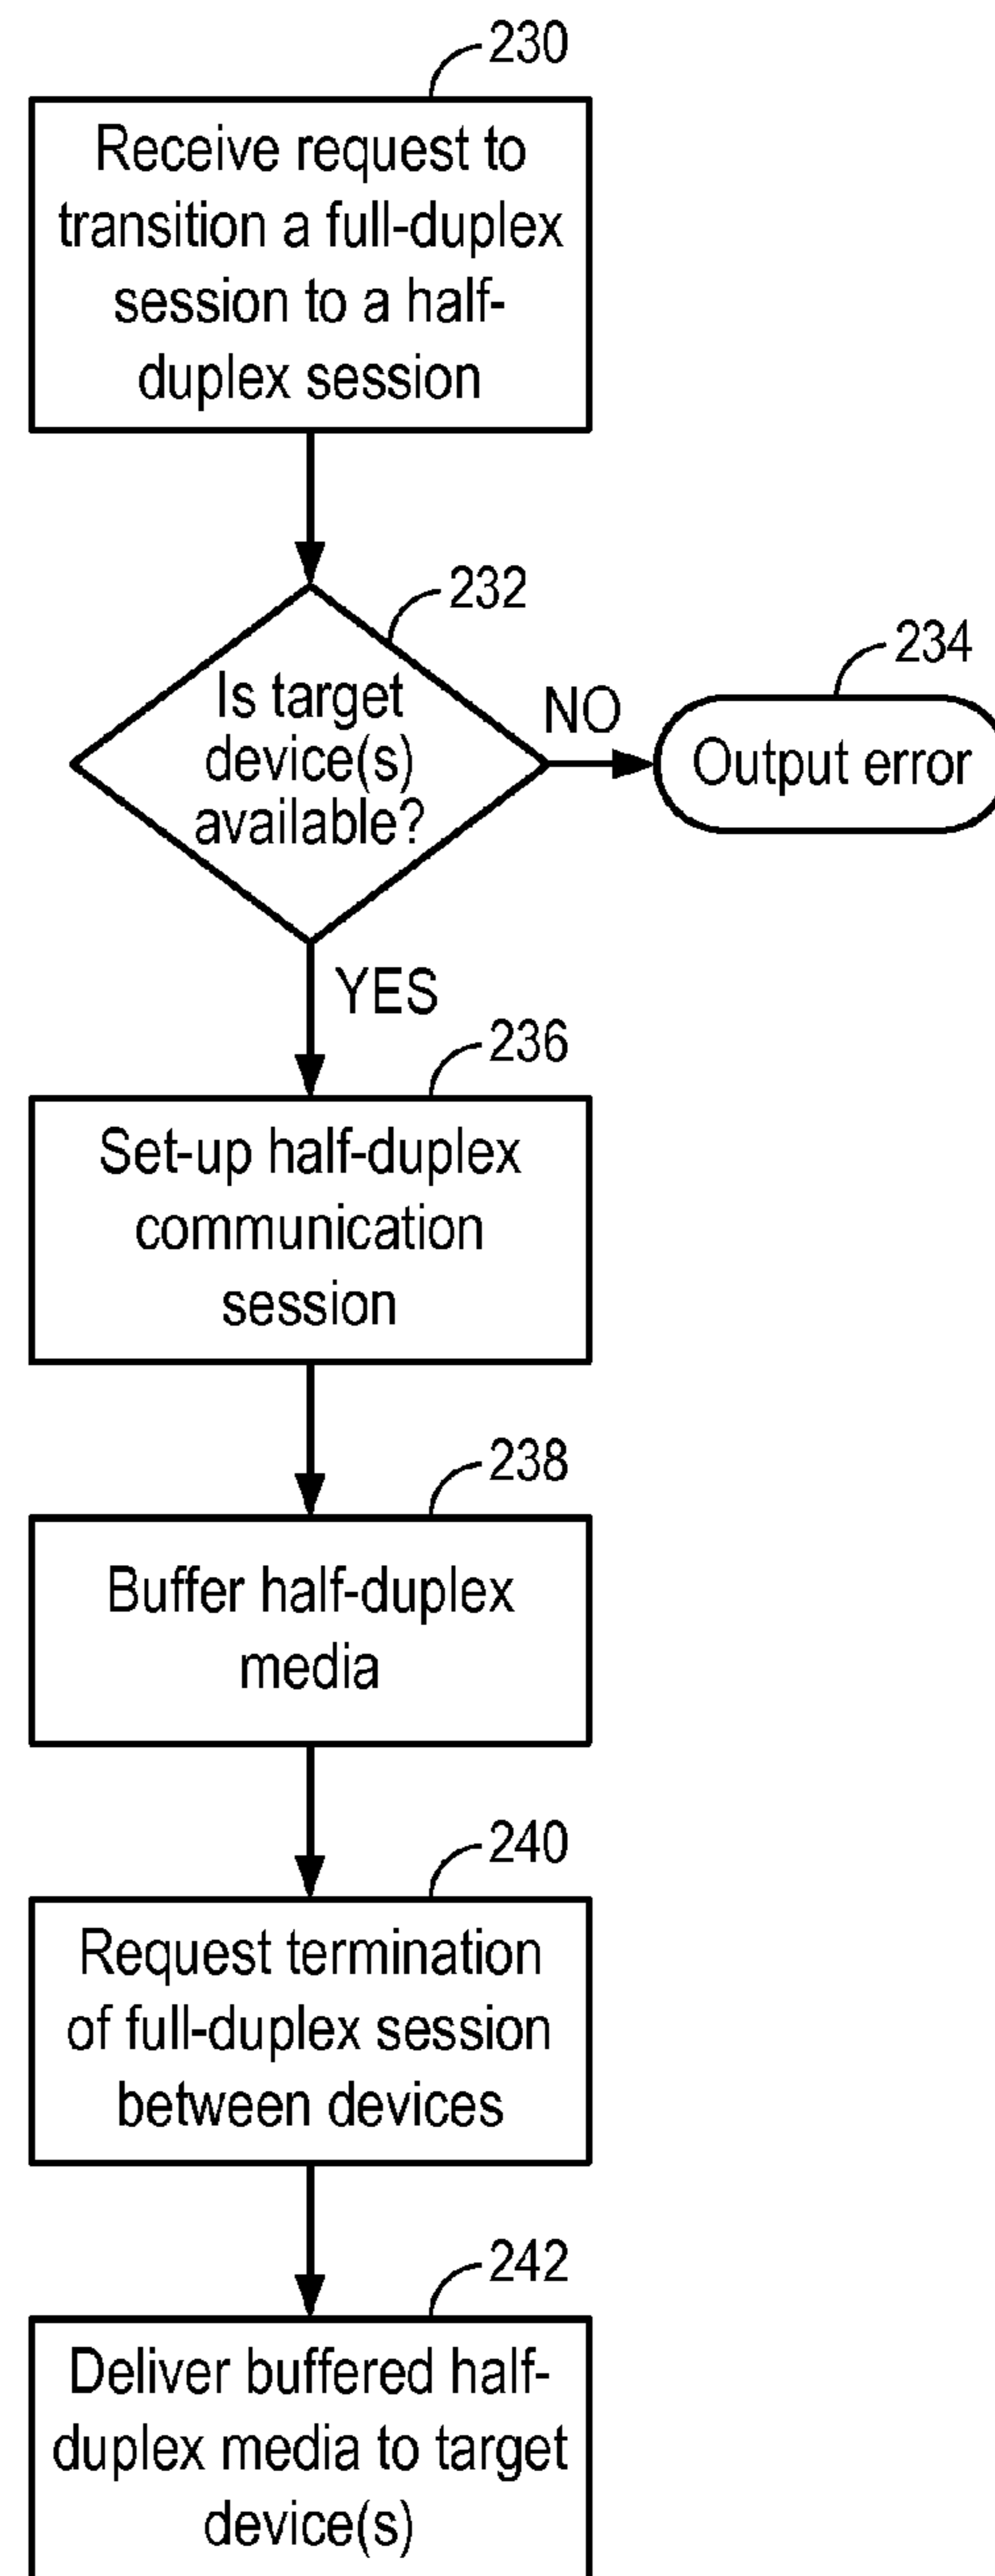 230
Receive request to
transition a full-duplex
session to a half-
duplex session
232
Is target
device(s)
available?
NO
234
Output error
YES
236
Set-up half-duplex
communication
session
238
Buffer half-duplex
media
240
Request termination
of full-duplex session
between devices
242
Deliver buffered half-
duplex media to target
device(s)